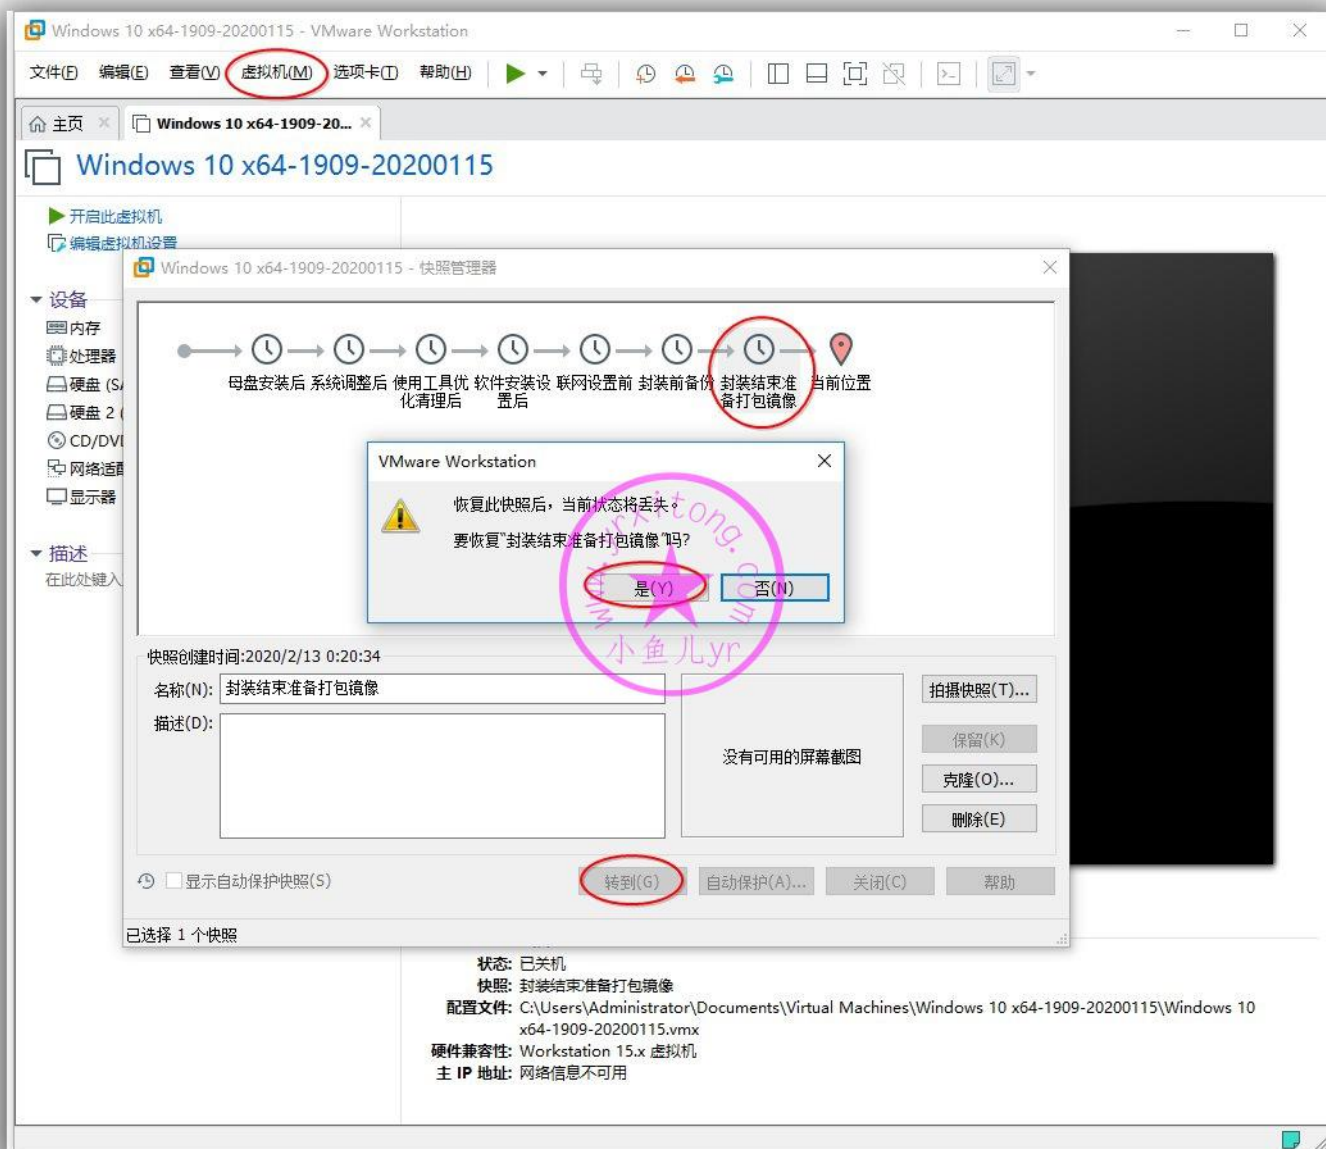 Windows 10 x64-1909-20200115 - VMware Workstation
文件(F) 编辑(E) 查看(V) 虚拟机(M) 选项卡(T) 帮助(H)
主页 Windows 10 x64-1909-20...
Windows 10 x64-1909-20200115
开启此虚拟机
编辑虚拟机设置
Windows 10 x64-1909-20200115 - 快照管理器
设备
内存
处理器
硬盘 (SA
硬盘 2 (
CD/DVI
网络适配
显示器
描述
在此处键入
母盘安装后 系统调整后 使用工具优 软件安装设 联网设置前 封装前备份 封装结束准 当前位置
化清理后 置后 备打包镜像
VMware Workstation
恢复此快照后，当前状态将丢失。
要恢复"封装结束准备打包镜像"吗?
是(Y) 否(N)
www.yrxitong.com
小鱼儿yr
快照创建时间:2020/2/13 0:20:34
名称(N): 封装结束准备打包镜像
描述(D):
没有可用的屏幕截图
拍摄快照(T)...
保留(K)
克隆(O)...
删除(E)
显示自动保护快照(S)
转到(G) 自动保护(A)... 关闭(C) 帮助
已选择 1 个快照
状态: 已关机
快照: 封装结束准备打包镜像
配置文件: C:\Users\Administrator\Documents\Virtual Machines\Windows 10 x64-1909-20200115\Windows 10
x64-1909-20200115.vmx
硬件兼容性: Workstation 15.x 虚拟机
主 IP 地址: 网络信息不可用